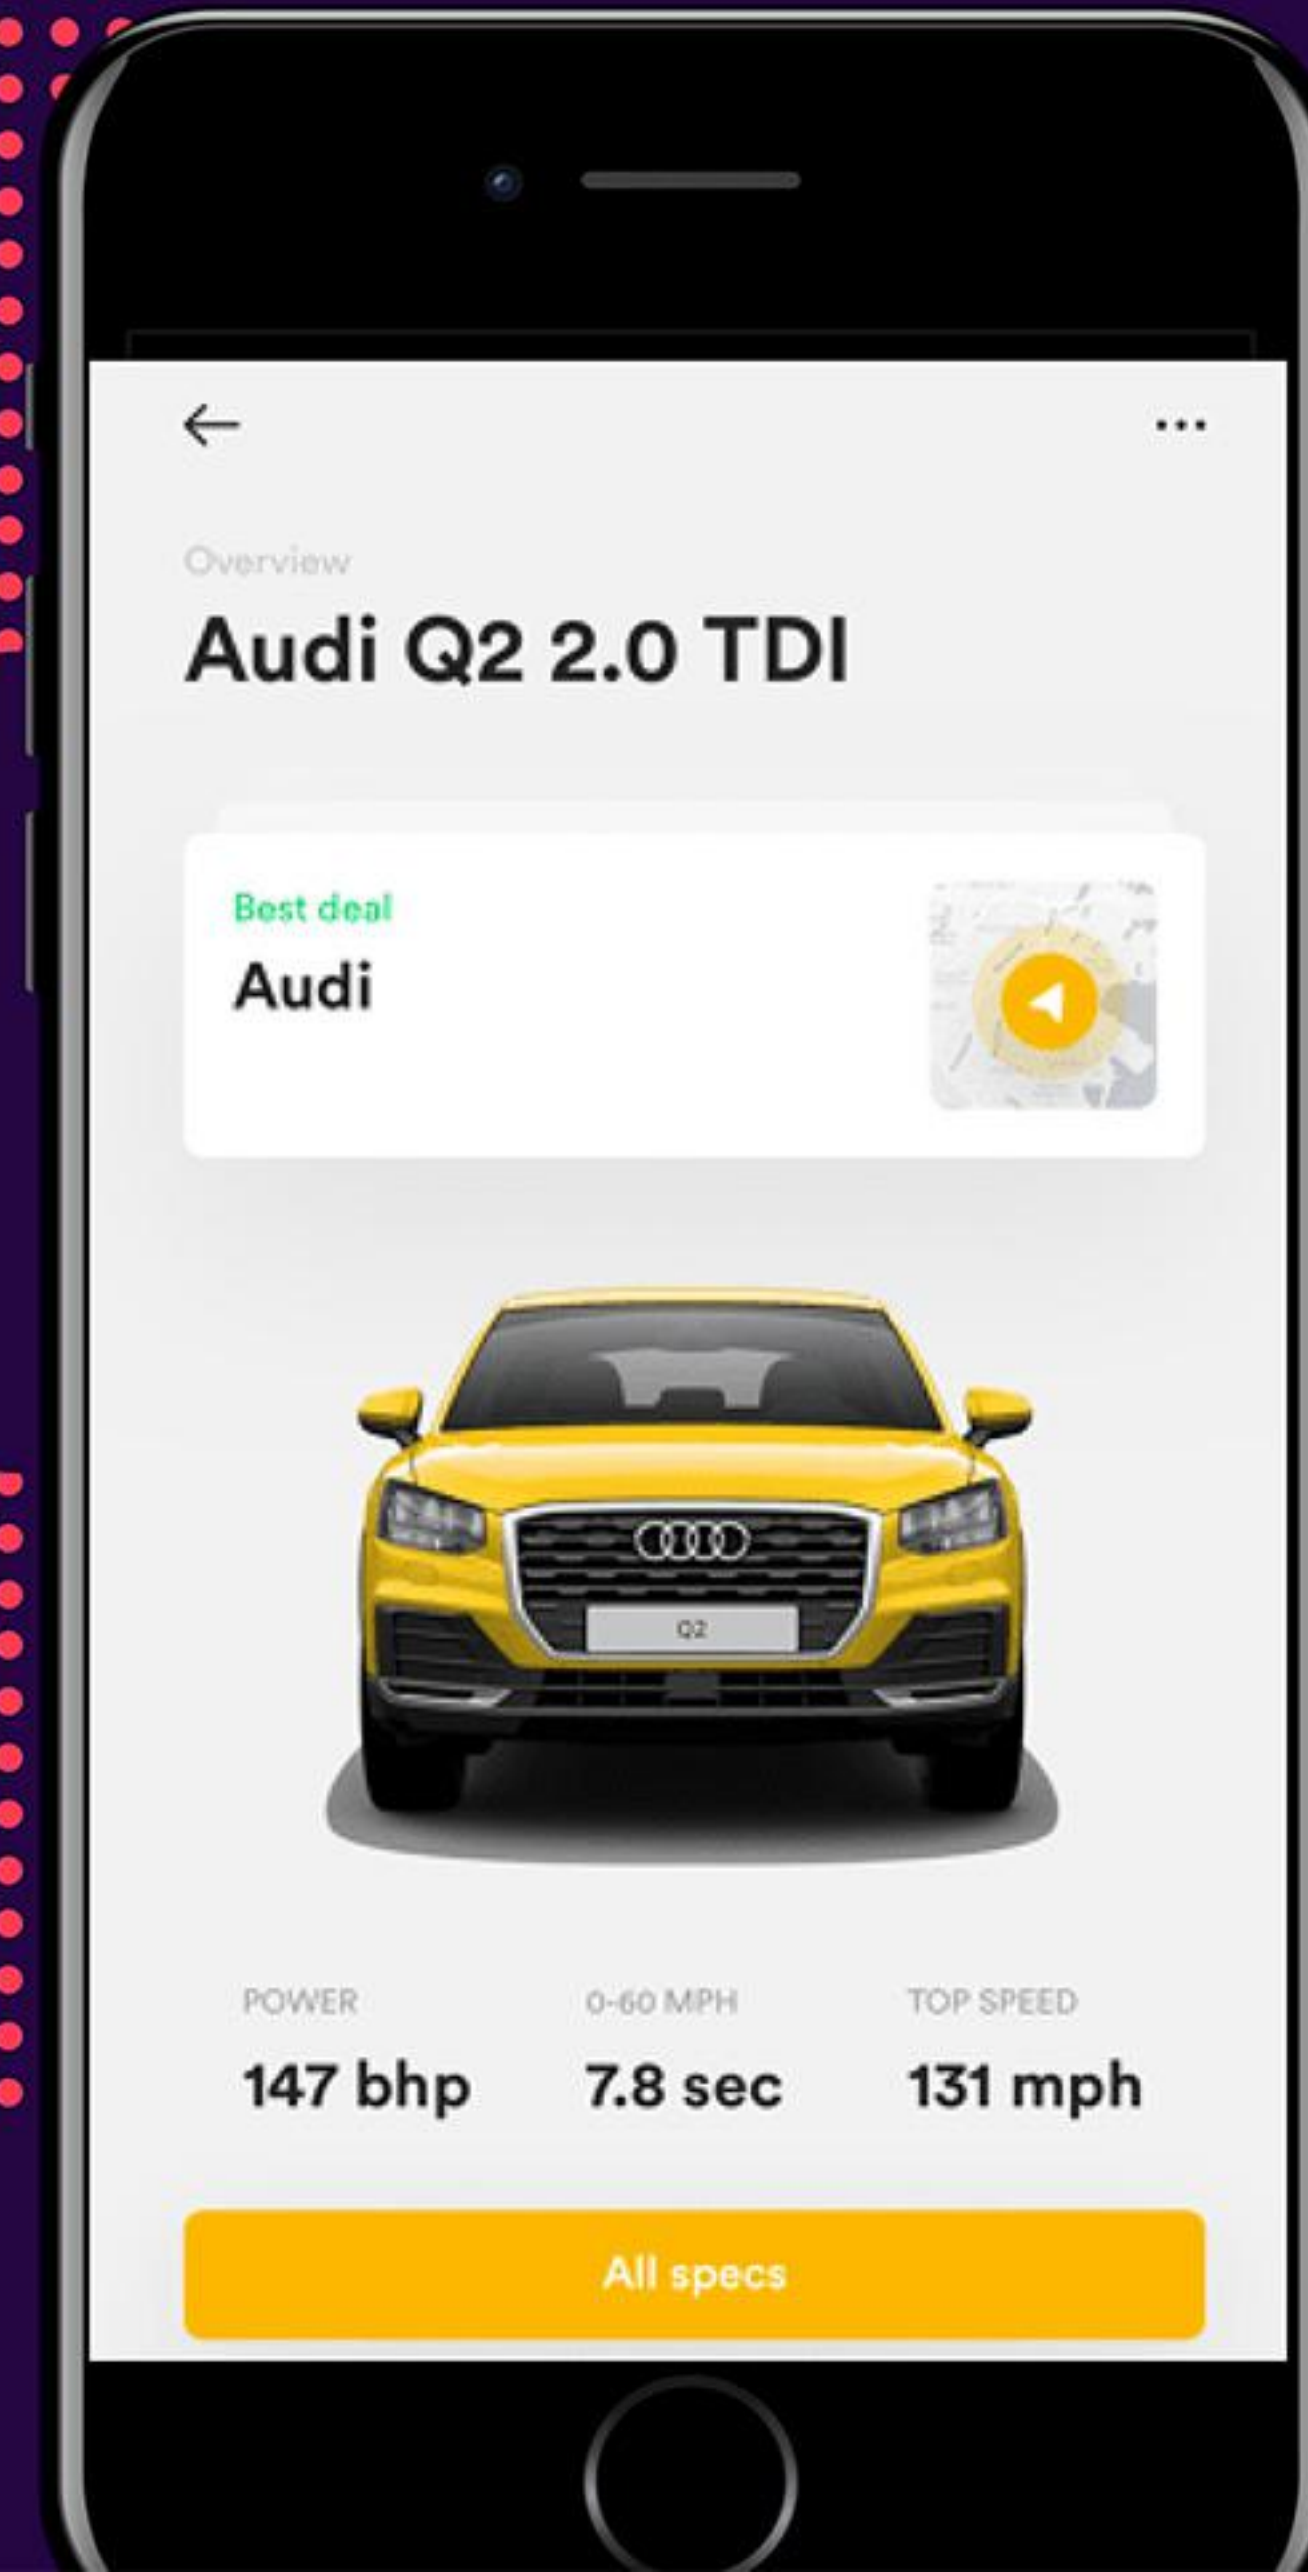 Overview
Audi Q2 2.0 TDI
Best deal
Audi
Q2
POWER 0-60 MPH TOP SPEED
147 bhp 7.8 sec 131 mph
All specs